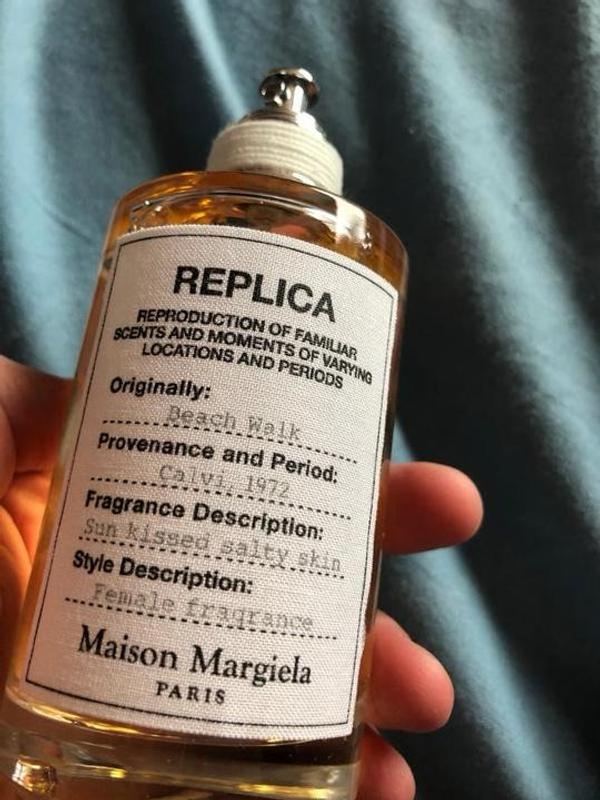 REPLICA
REPRODUCTION OF FAMILIAR
SCENTS AND MOMENTS OF VARYING
LOCATIONS AND PERIODS
Originally:
Beach Walk
Provenance and Period:
Calvi, 1972
Fragrance Description:
Sun kissed salty skin
Style Description:
Female fragrance
Maison Margiela
PARIS